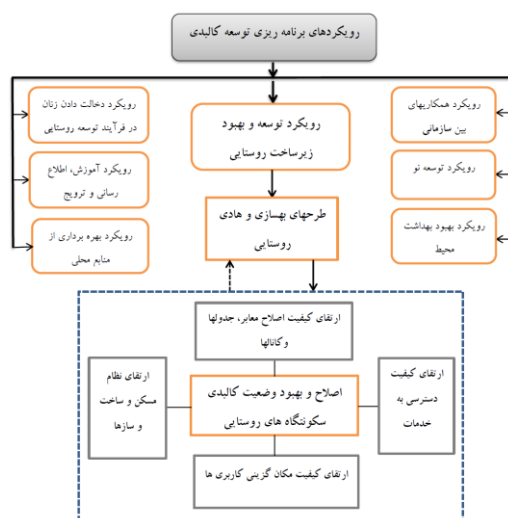 رویکردهای برنامه ریزی توسعه کالبدی
رویکرد همکاریهای
بین سازمانی
رویکرد توسعه نو
رویکرد بهبود بهداشت
محیط
رویکرد توسعه و بهبود
زیرساخت روستایی
طرحهای بهسازی و هادی
روستایی
رویکرد دخالت دادن زنان
در فرآیند توسعه روستایی
رویکرد آموزش، اطلاع
رسانی و ترویج
رویکرد بهره برداری از
منابع محلی
ارتقای کیفیت اصلاح معابر، جدولها
وکانالها
ارتقای کیفیت
دسترسی به
خدمات
اصلاح و بهبود وضعیت کالبدی
سکونتگاه های روستایی
ارتقای نظام
مسکن و ساخت
و سازها
ارتقای کیفیت مکان گزینی کاربری ها